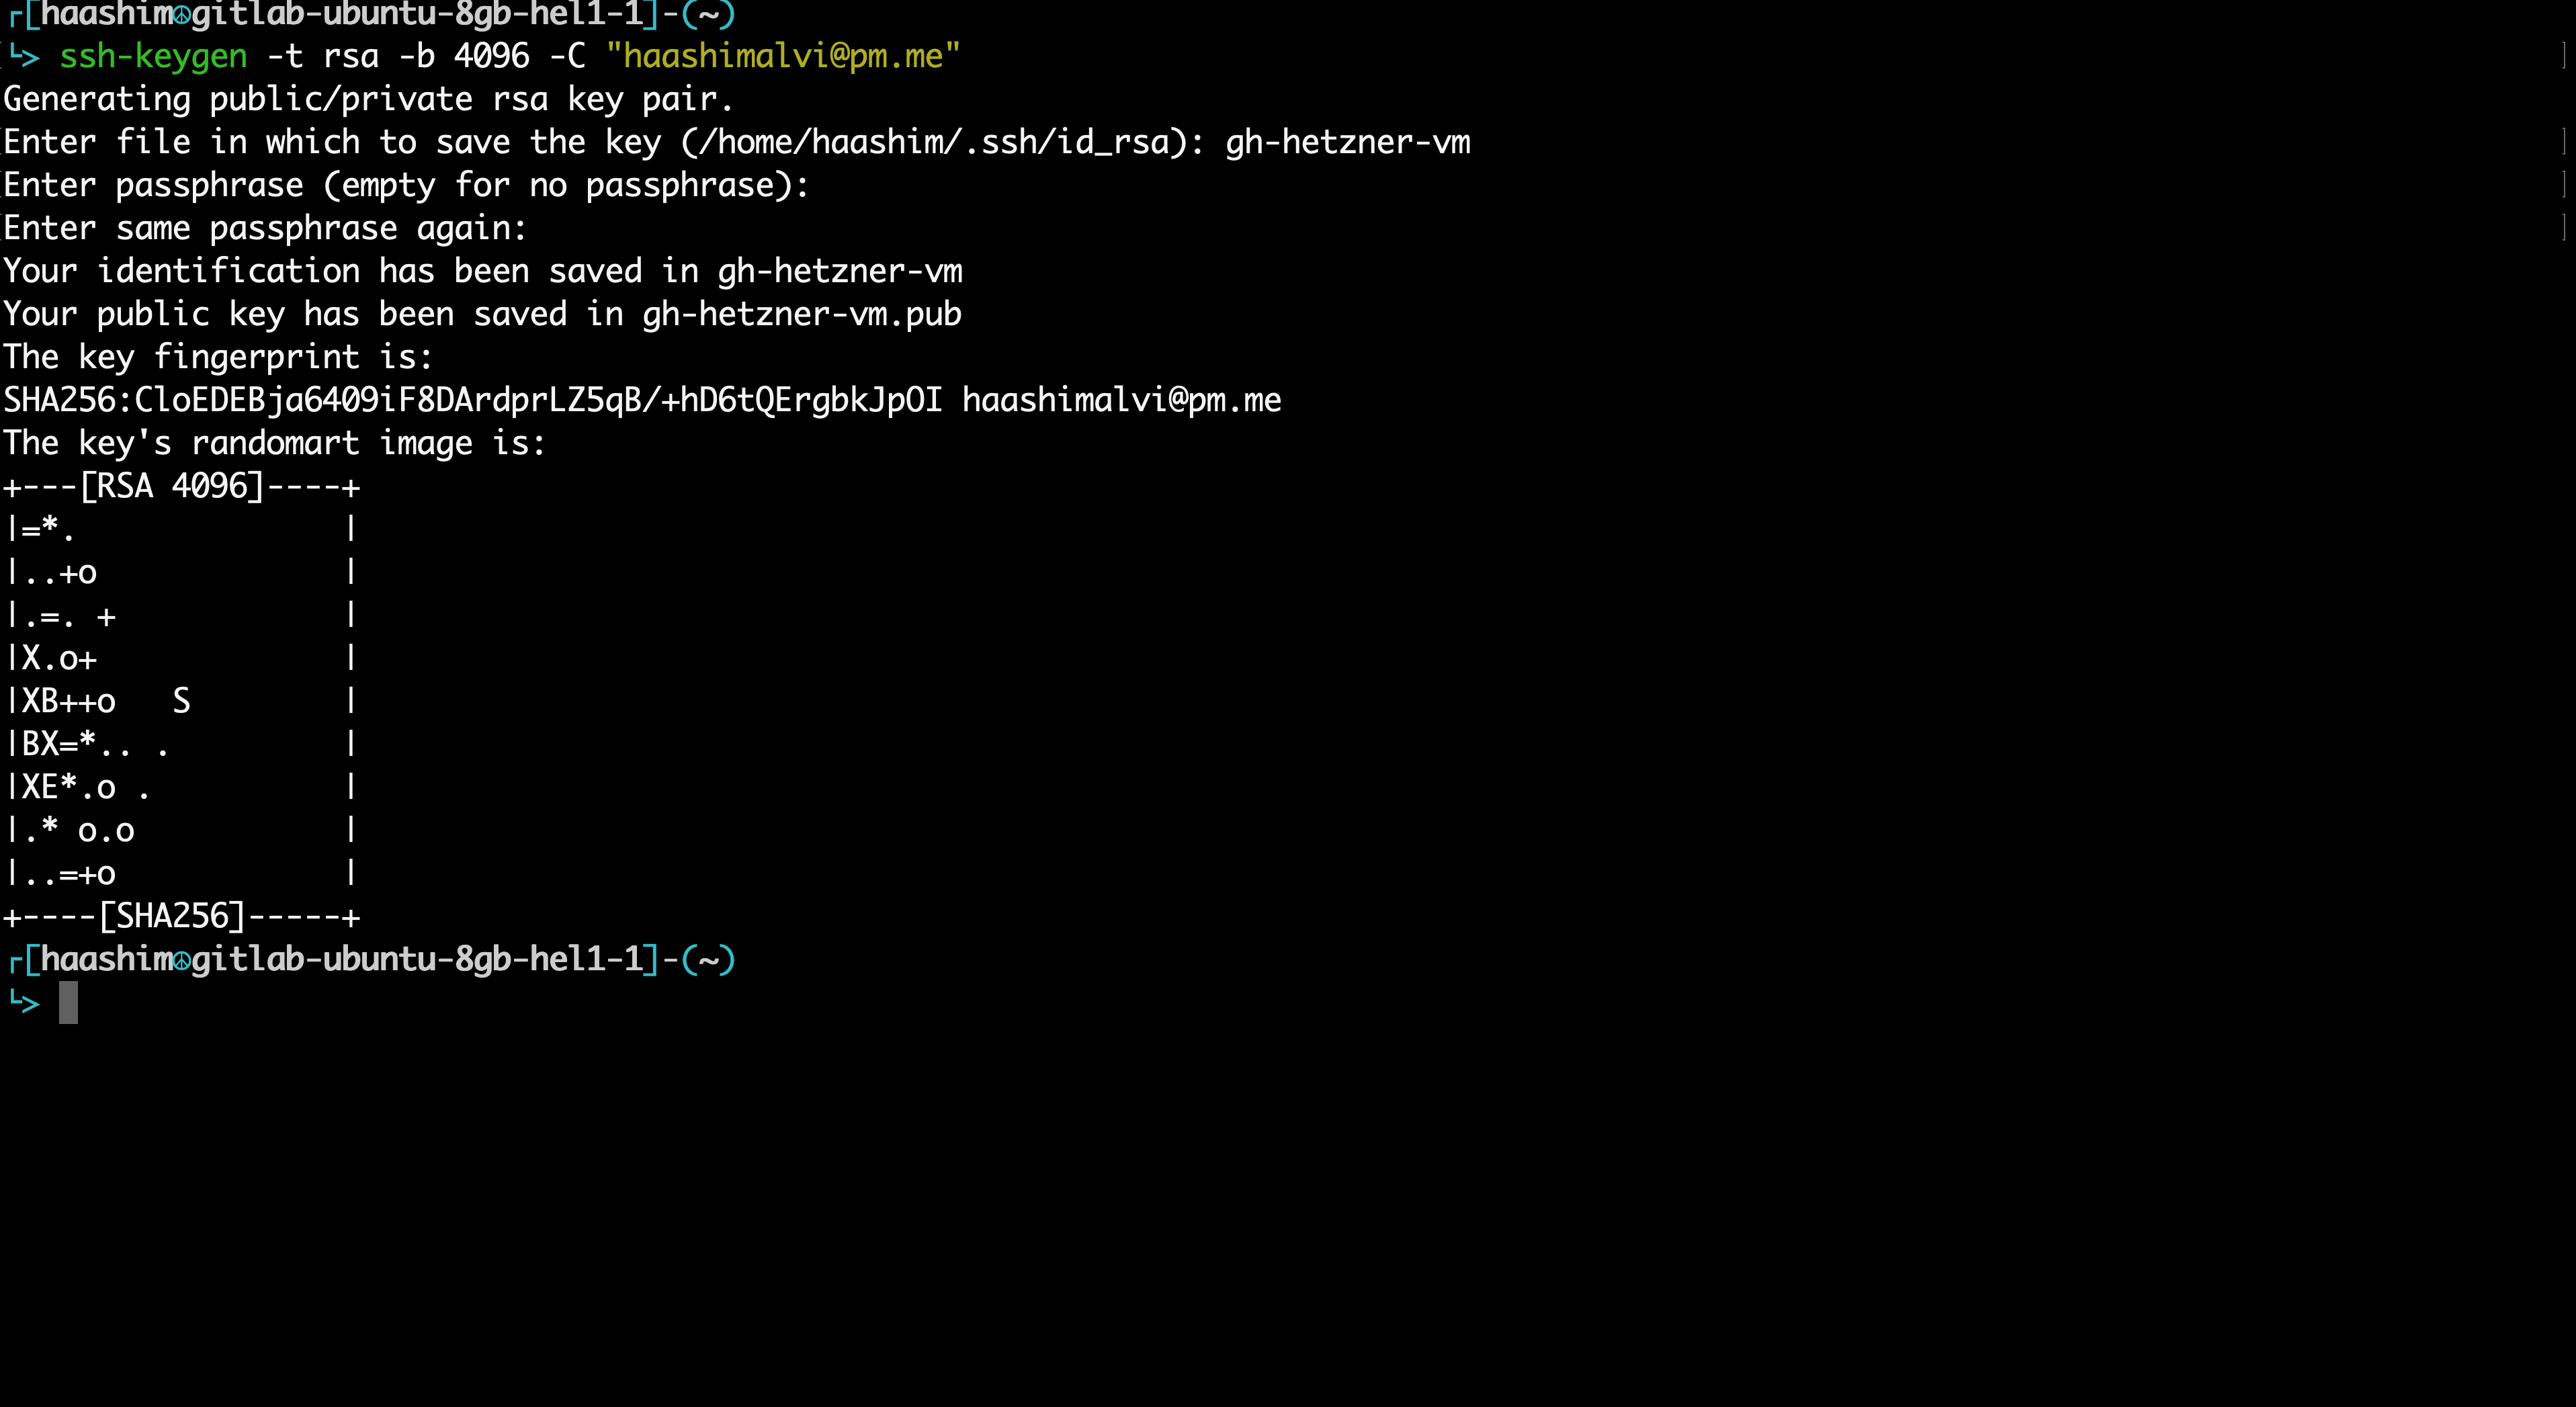 ┌[haashim☮gitlab-ubuntu-8gb-hel1-1]-(~)
└> ssh-keygen -t rsa -b 4096 -C "haashimalvi@pm.me"
Generating public/private rsa key pair.
Enter file in which to save the key (/home/haashim/.ssh/id_rsa): gh-hetzner-vm
Enter passphrase (empty for no passphrase):
Enter same passphrase again:
Your identification has been saved in gh-hetzner-vm
Your public key has been saved in gh-hetzner-vm.pub
The key fingerprint is:
SHA256:CloEDEBja6409iF8DArdprLZ5qB/+hD6tQErgbkJpOI haashimalvi@pm.me
The key's randomart image is:
+---[RSA 4096]----+
|=*.              |
|..+o             |
|.=. +            |
|X.o+             |
|XB++o   S        |
|BX=*.. .         |
|XE*.o .          |
|.* o.o           |
|..=+o            |
+----[SHA256]-----+
┌[haashim☮gitlab-ubuntu-8gb-hel1-1]-(~)
└>